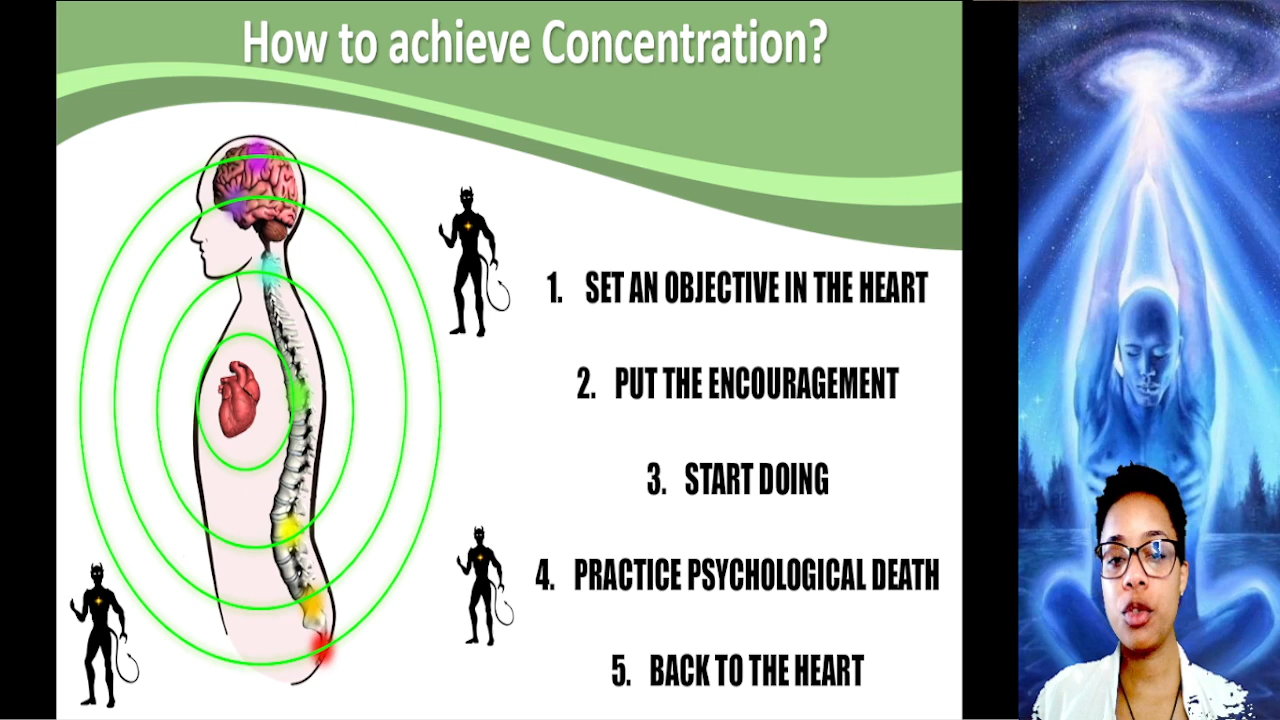 How to achieve Concentration?
1. SET AN OBJECTIVE IN THE HEART
2. PUT THE ENCOURAGEMENT
3. START DOING
4. PRACTICE PSYCHOLOGICAL DEATH
5. BACK TO THE HEART